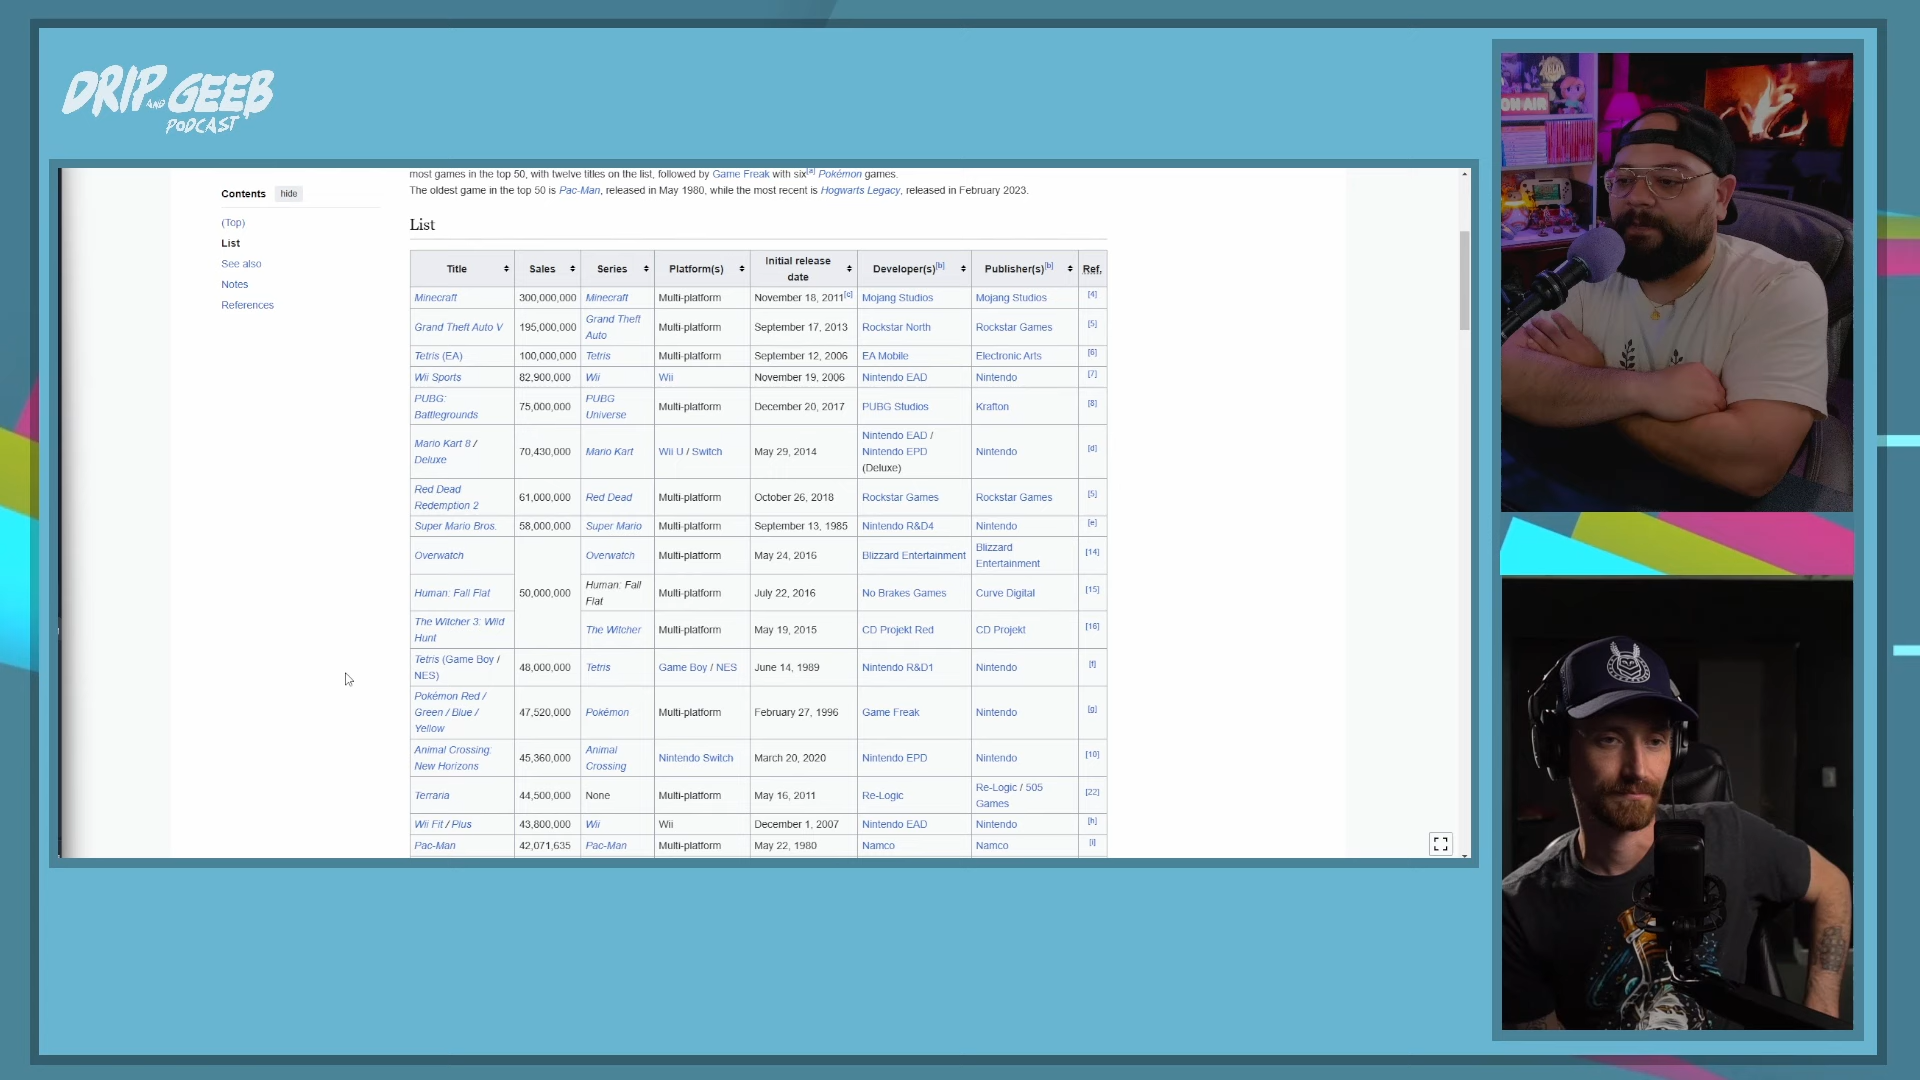 DRIP AND GEEB
PODCAST
most games in the top 50, with twelve titles on the list, followed by Game Freak with six[a] Pokémon games.
The oldest game in the top 50 is Pac-Man, released in May 1980, while the most recent is Hogwarts Legacy, released in February 2023.
Contents hide
(Top)
List
See also
Notes
References
List
Title Sales Series Platform(s) Initial release date Developer(s)[b] Publisher(s)[b] Ref.
Minecraft 300,000,000 Minecraft Multi-platform November 18, 2011[c] Mojang Studios Mojang Studios [4]
Grand Theft Auto V 195,000,000 Grand Theft Auto Multi-platform September 17, 2013 Rockstar North Rockstar Games [5]
Tetris (EA) 100,000,000 Tetris Multi-platform September 12, 2006 EA Mobile Electronic Arts [6]
Wii Sports 82,900,000 Wii Wii November 19, 2006 Nintendo EAD Nintendo [7]
PUBG: Battlegrounds 75,000,000 PUBG Universe Multi-platform December 20, 2017 PUBG Studios Krafton [8]
Mario Kart 8 / Deluxe 70,430,000 Mario Kart Wii U / Switch May 29, 2014 Nintendo EAD / Nintendo EPD (Deluxe) Nintendo [d]
Red Dead Redemption 2 61,000,000 Red Dead Multi-platform October 26, 2018 Rockstar Games Rockstar Games [5]
Super Mario Bros. 58,000,000 Super Mario Multi-platform September 13, 1985 Nintendo R&D4 Nintendo [e]
Overwatch 50,000,000 Overwatch Multi-platform May 24, 2016 Blizzard Entertainment Blizzard Entertainment [14]
Human: Fall Flat Human: Fall Flat Multi-platform July 22, 2016 No Brakes Games Curve Digital [15]
The Witcher 3: Wild Hunt The Witcher Multi-platform May 19, 2015 CD Projekt Red CD Projekt [16]
Tetris (Game Boy / NES) 48,000,000 Tetris Game Boy / NES June 14, 1989 Nintendo R&D1 Nintendo [f]
Pokémon Red / Green / Blue / Yellow 47,520,000 Pokémon Multi-platform February 27, 1996 Game Freak Nintendo [g]
Animal Crossing: New Horizons 45,360,000 Animal Crossing Nintendo Switch March 20, 2020 Nintendo EPD Nintendo [10]
Terraria 44,500,000 None Multi-platform May 16, 2011 Re-Logic Re-Logic / 505 Games [22]
Wii Fit / Plus 43,800,000 Wii Wii December 1, 2007 Nintendo EAD Nintendo [h]
Pac-Man 42,071,635 Pac-Man Multi-platform May 22, 1980 Namco Namco [i]
ON AIR